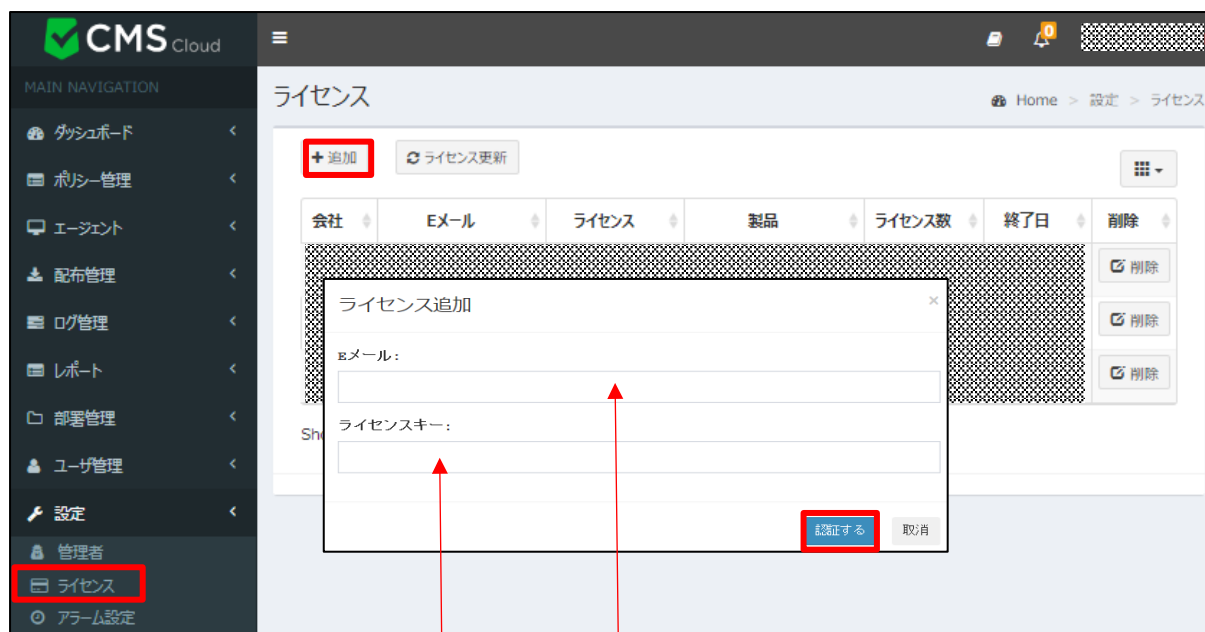 CMS Cloud
0
MAIN NAVIGATION
ライセンス
Home > 設定 > ライセンス
ダッシュボード
ポリシー管理
エージェント
配布管理
ログ管理
レポート
部署管理
ユーザ管理
設定
管理者
ライセンス
アラーム設定
追加
ライセンス更新
会社 Eメール ライセンス 製品 ライセンス数 終了日 削除
削除
削除
削除
ライセンス追加
×
Eメール:
ライセンスキー:
認証する
取消